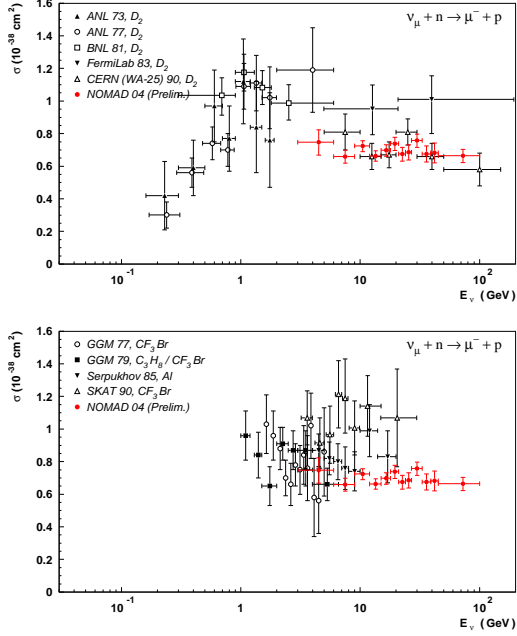 σ (10⁻³⁸ cm²)
1.6
1.4
1.2
1
0.8
0.6
0.4
0.2
0
ANL 73, D₂
ANL 77, D₂
BNL 81, D₂
FermiLab 83, D₂
CERN (WA-25) 90, D₂
NOMAD 04 (Prelim.)
νμ + n → μ⁻ + p
10⁻¹ 1 10 10²
Eν (GeV)
σ (10⁻³⁸ cm²)
1.6
1.4
1.2
1
0.8
0.6
0.4
0.2
0
GGM 77, CF₃Br
GGM 79, C₃H₈ / CF₃Br
Serpukhov 85, Al
SKAT 90, CF₃Br
NOMAD 04 (Prelim.)
νμ + n → μ⁻ + p
10⁻¹ 1 10 10²
Eν (GeV)